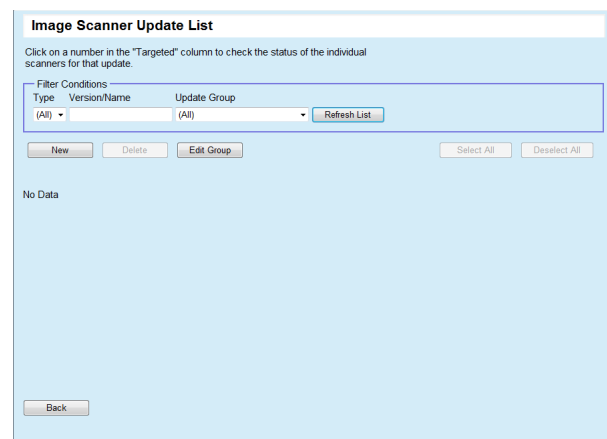 Image Scanner Update List
Click on a number in the "Targeted" column to check the status of the individual
scanners for that update.
Filter Conditions
Type Version/Name Update Group
(All) (All) Refresh List
New Delete Edit Group Select All Deselect All
No Data
Back